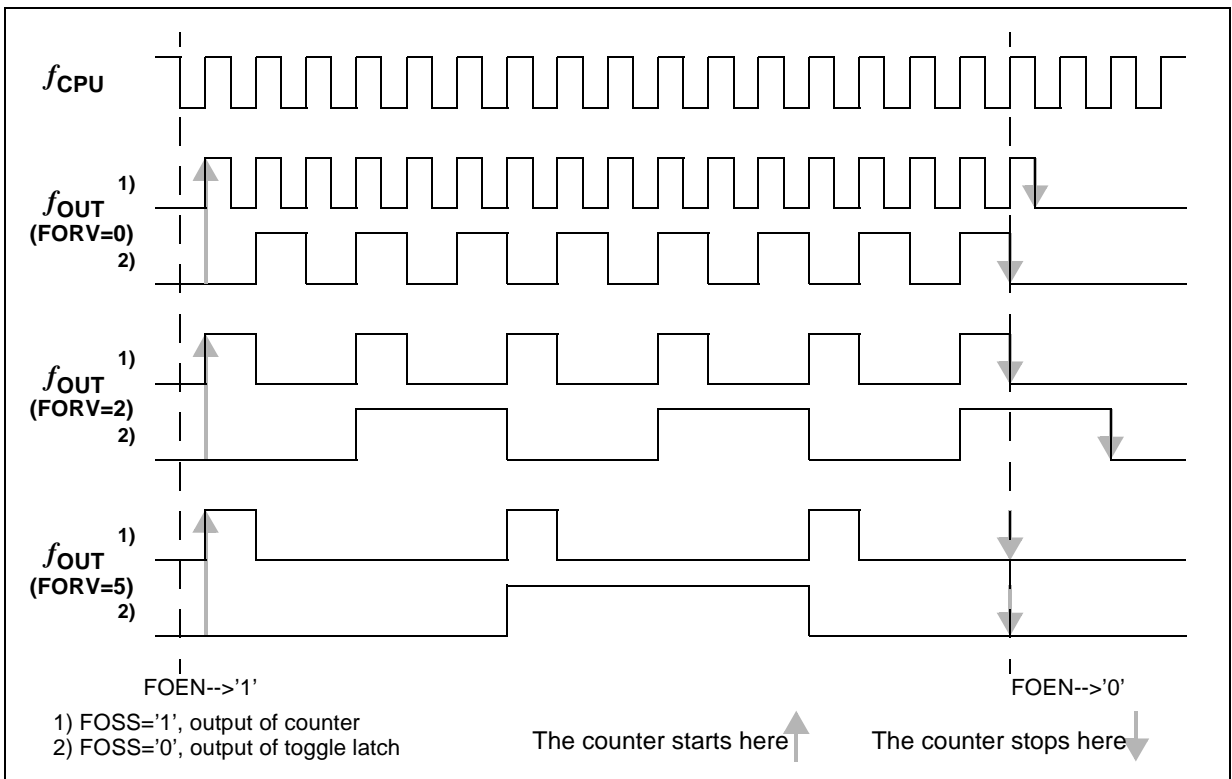 fCPU
1)
fOUT
(FORV=0)
2)
1)
fOUT
(FORV=2)
2)
1)
fOUT
(FORV=5)
2)
FOEN-->'1' FOEN-->'0'
1) FOSS='1', output of counter
2) FOSS='0', output of toggle latch
The counter starts here The counter stops here